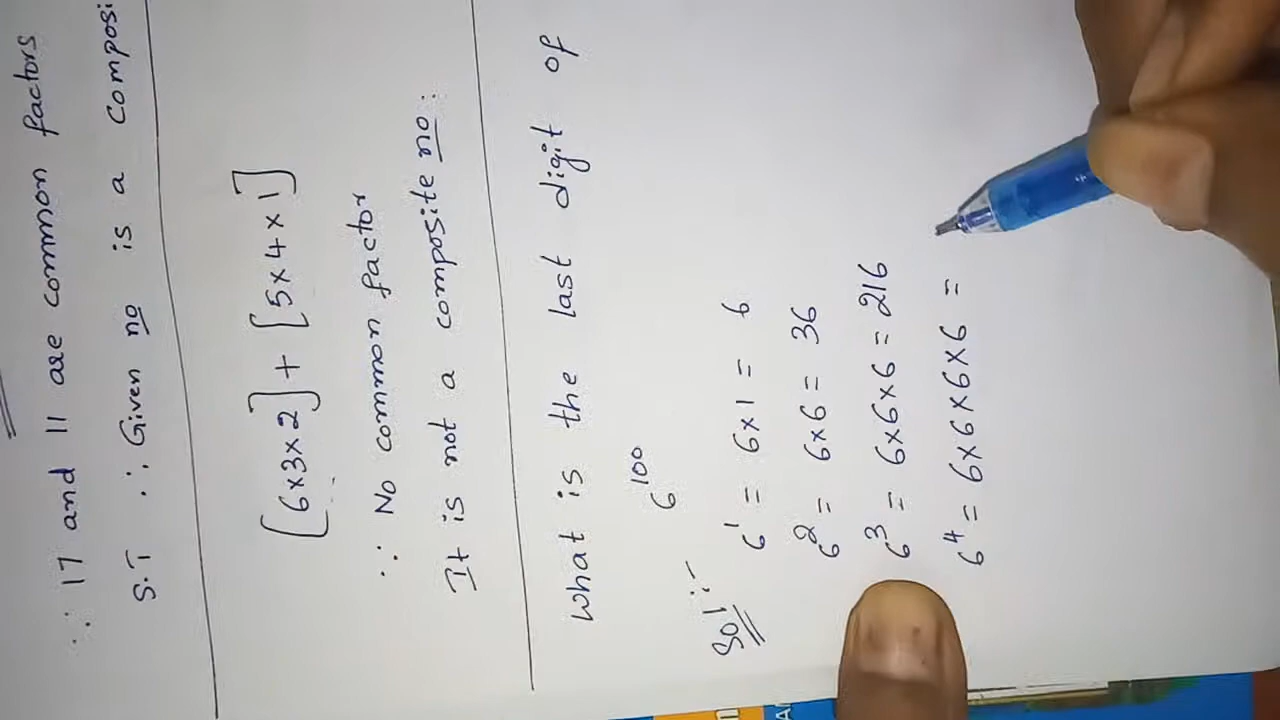 ∵ 17 and 11 are common factors
S.T ∴ Given no is a composi
[6×3×2] + [5×4×1]
∵ No common factor
It is not a composite no.
What is the last digit of
6^100
Sol:-
6^1 = 6×1 = 6
6^2 = 6×6 = 36
6^3 = 6×6×6 = 216
6^4 = 6×6×6×6 =